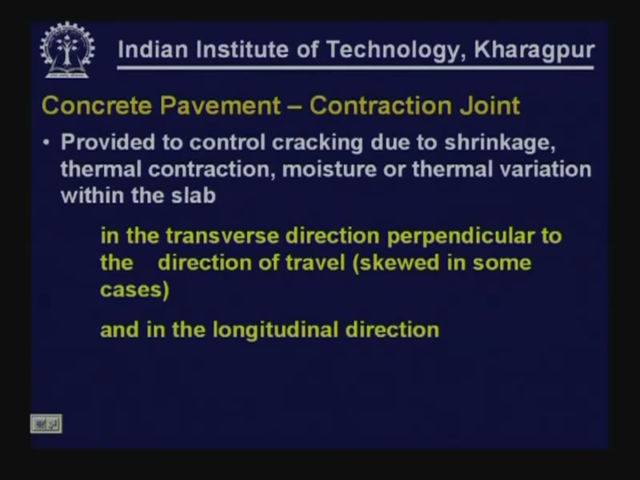 Indian Institute of Technology, Kharagpur
Concrete Pavement – Contraction Joint
• Provided to control cracking due to shrinkage,
thermal contraction, moisture or thermal variation
within the slab
in the transverse direction perpendicular to
the direction of travel (skewed in some
cases)
and in the longitudinal direction